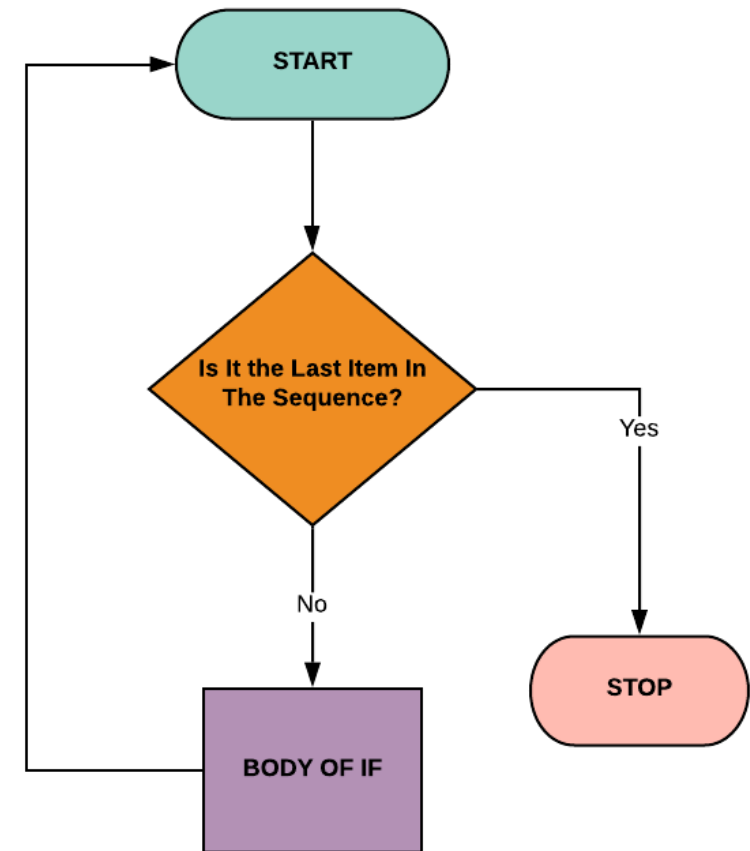 START
Is It the Last Item In
The Sequence?
Yes
No
STOP
BODY OF IF